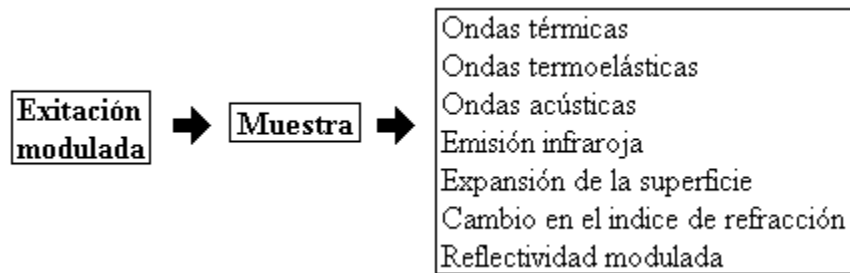 Exitación
modulada
Muestra
Ondas térmicas
Ondas termoelásticas
Ondas acústicas
Emisión infraroja
Expansión de la superficie
Cambio en el indice de refracción
Reflectividad modulada